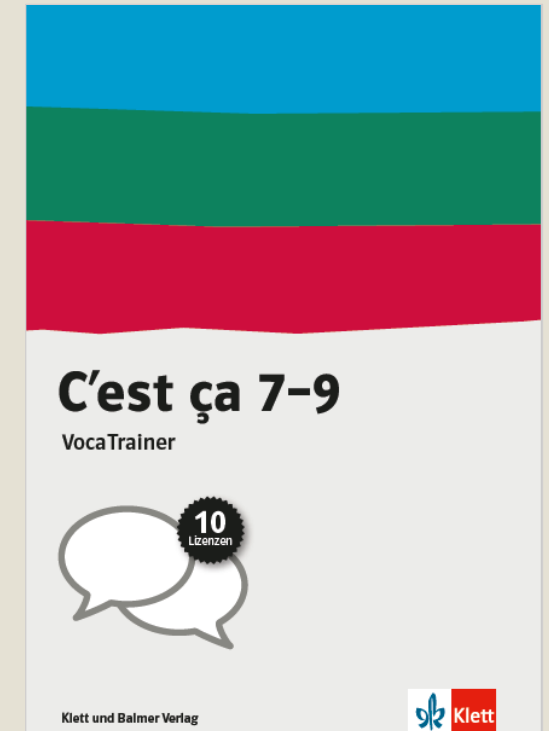 C'est ça 7–9
VocaTrainer
10
Lizenzen
Klett und Balmer Verlag
Klett